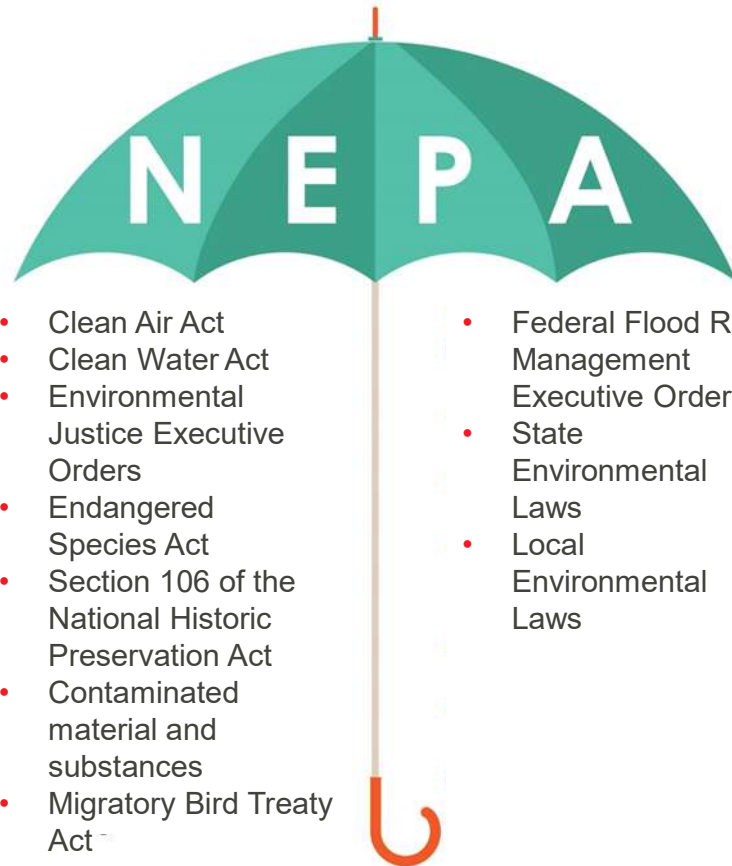 N E P A
• Clean Air Act
• Clean Water Act
• Environmental
Justice Executive
Orders
• Endangered
Species Act
• Section 106 of the
National Historic
Preservation Act
• Contaminated
material and
substances
• Migratory Bird Treaty
Act
• Federal Flood R
Management
Executive Order
• State
Environmental
Laws
• Local
Environmental
Laws